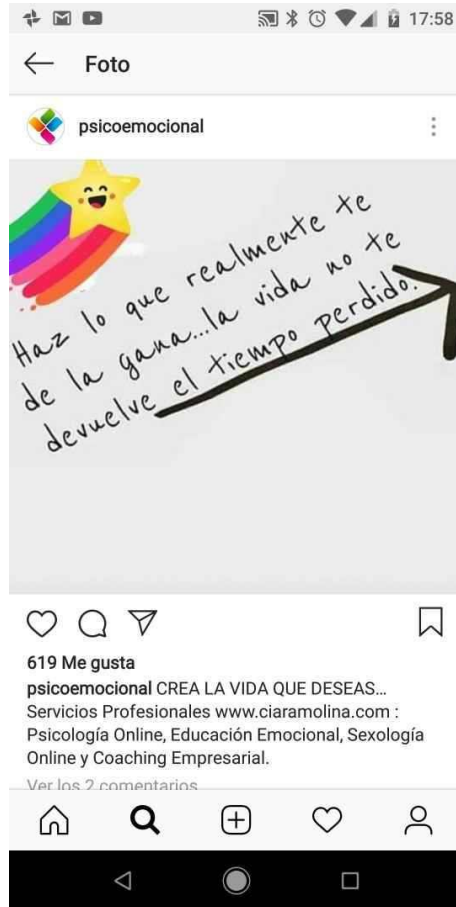 17:58
Foto
psicoemocional
Haz lo que realmente te
de la gana...la vida no te
devuelve el tiempo perdido.
619 Me gusta
psicoemocional CREA LA VIDA QUE DESEAS...
Servicios Profesionales www.ciaramolina.com :
Psicología Online, Educación Emocional, Sexología
Online y Coaching Empresarial.
Ver los 2 comentarios